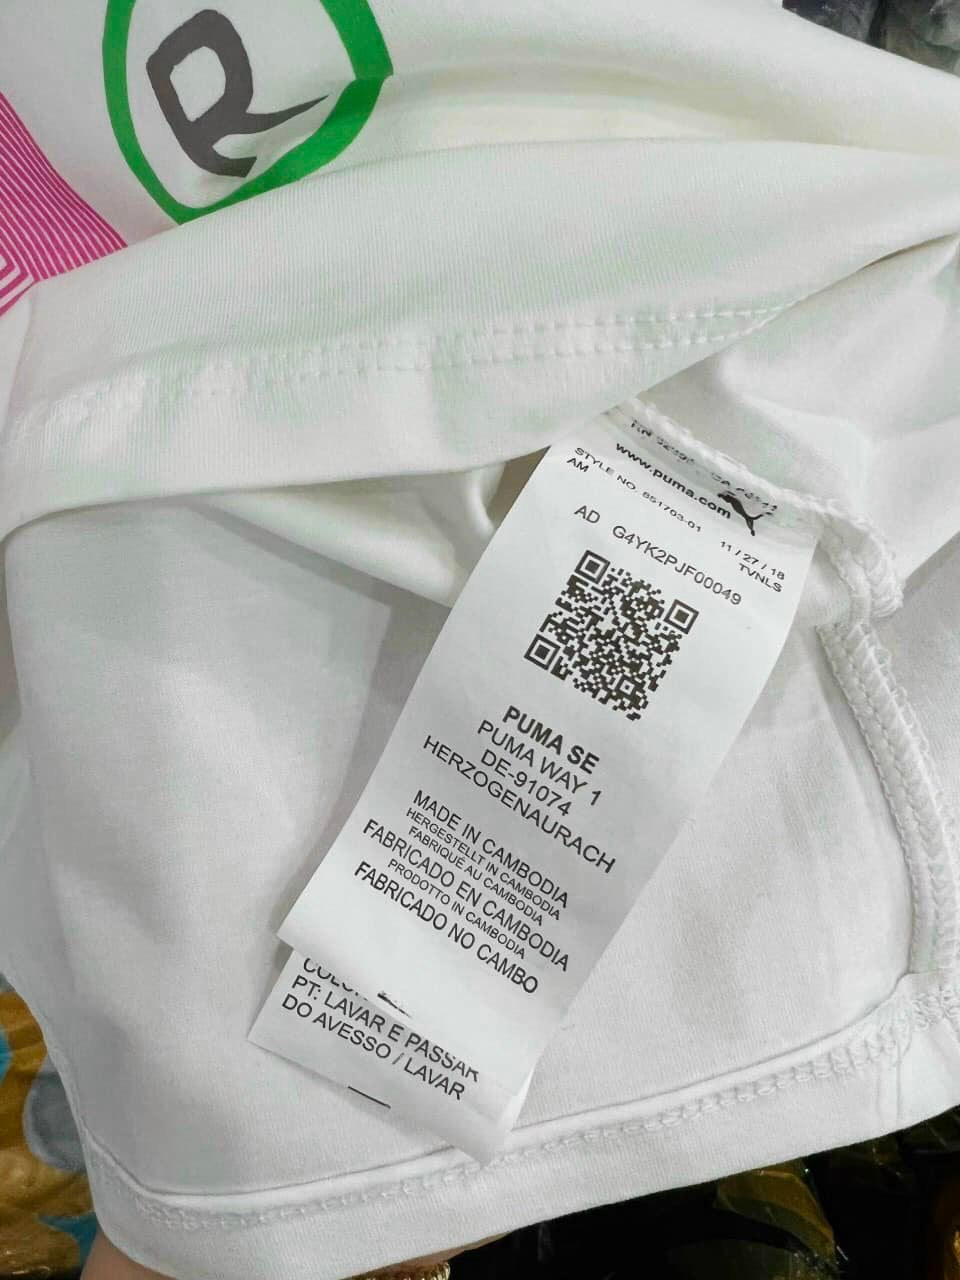 R
RN
www.puma.com
STYLE NO. 851703-01 11 / 27 / 18
AM TVNLS
AD G4YK2PJF00049
PUMA SE
PUMA WAY 1
DE-91074
HERZOGENAURACH
MADE IN CAMBODIA
HERGESTELLT IN CAMBODIA
FABRIQUÉ AU CAMBODIA
FABRICADO EN CAMBODIA
PRODOTTO IN CAMBODIA
FABRICADO NO CAMBO
PT: LAVAR E PASSAR
DO AVESSO / LAVAR